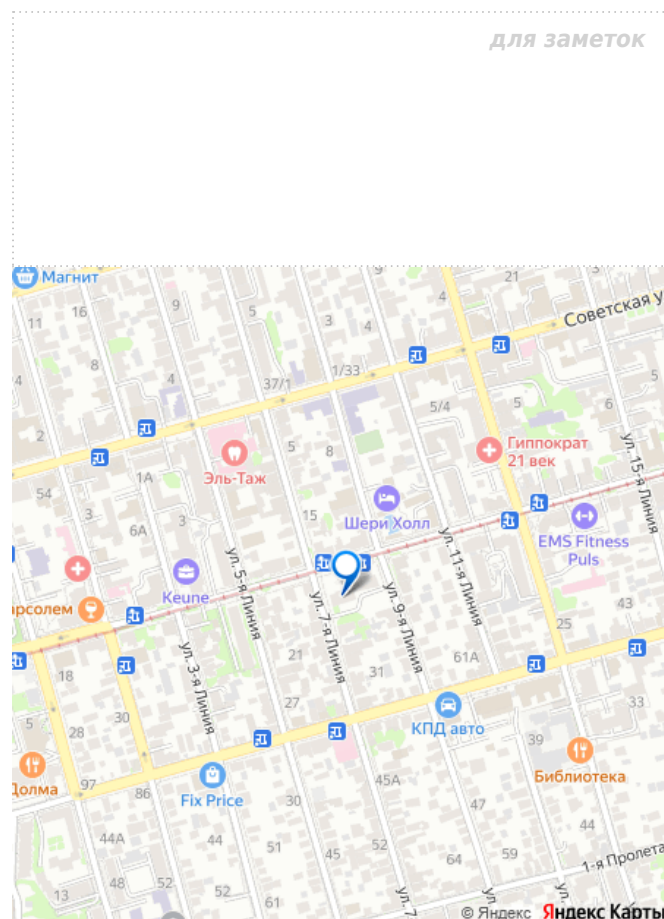 для заметок
Магнит
21
9
11
16
9
5
3
4
Советская у
8
37/1
1/33
4
5/4
5
6
2
5
8
Гиппократ
21 век
ул. 15-я Линия
Эль-Таж
1А
54
3
15
6А
3
Шери Холл
EMS Fitness
Puls
ул. 5-я Линия
ул. 11-я Линия
Keune
рсолем
ул. 7-я Линия
ул. 9-я Линия
43
25
ул. 3-я Линия
21
61А
18
31
5
30
27
33
28
КПД авто
39
Долма
97
86
Fix Price
45А
Библиотека
30
47
44
44А
44
51
45
52
64
59
1-я Пролета
13
48
52
52
61
ул. 7
ул.
ул.
© Яндекс Яндекс Карты